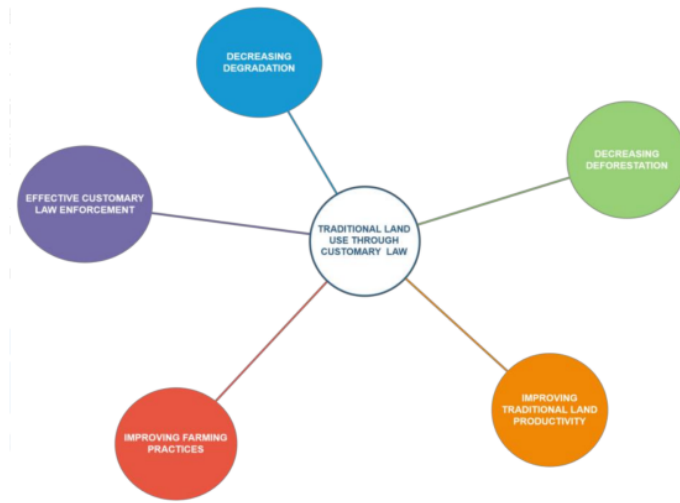 DECREASING
DEGRADATION
DECREASING
DEFORESTATION
EFFECTIVE CUSTOMARY
LAW ENFORCEMENT
TRADITIONAL LAND
USE THROUGH
CUSTOMARY LAW
IMPROVING
TRADITIONAL LAND
PRODUCTIVITY
IMPROVING FARMING
PRACTICES